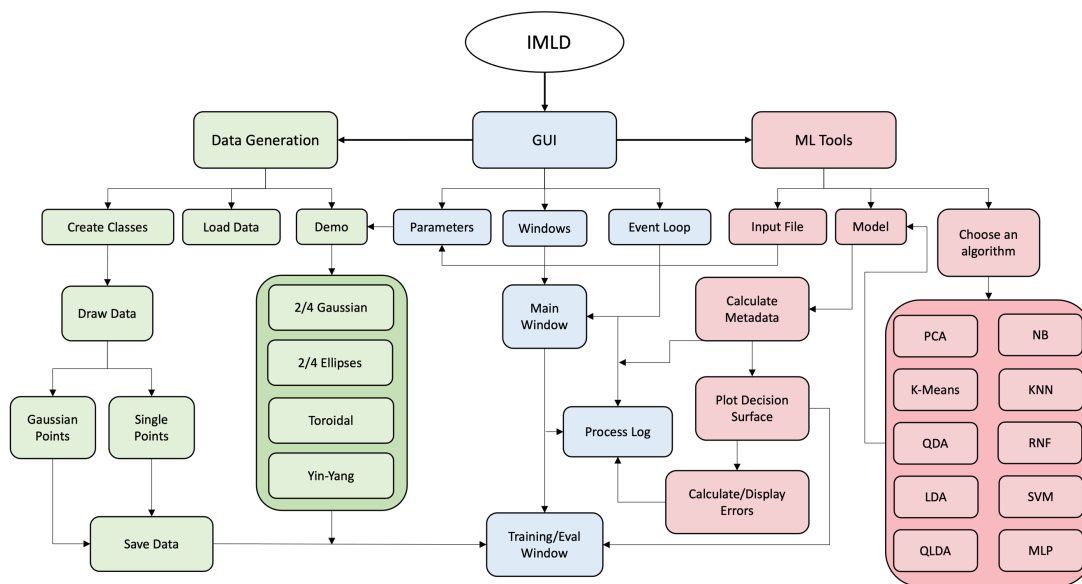 IMLD
Data Generation
GUI
ML Tools
Create Classes
Load Data
Demo
Parameters
Windows
Event Loop
Input File
Model
Choose an
algorithm
Draw Data
2/4 Gaussian
2/4 Ellipses
Toroidal
Yin-Yang
Main
Window
Calculate
Metadata
PCA
NB
K-Means
KNN
QDA
RNF
LDA
SVM
QLDA
MLP
Gaussian
Points
Single
Points
Process Log
Plot Decision
Surface
Calculate/Display
Errors
Save Data
Training/Eval
Window